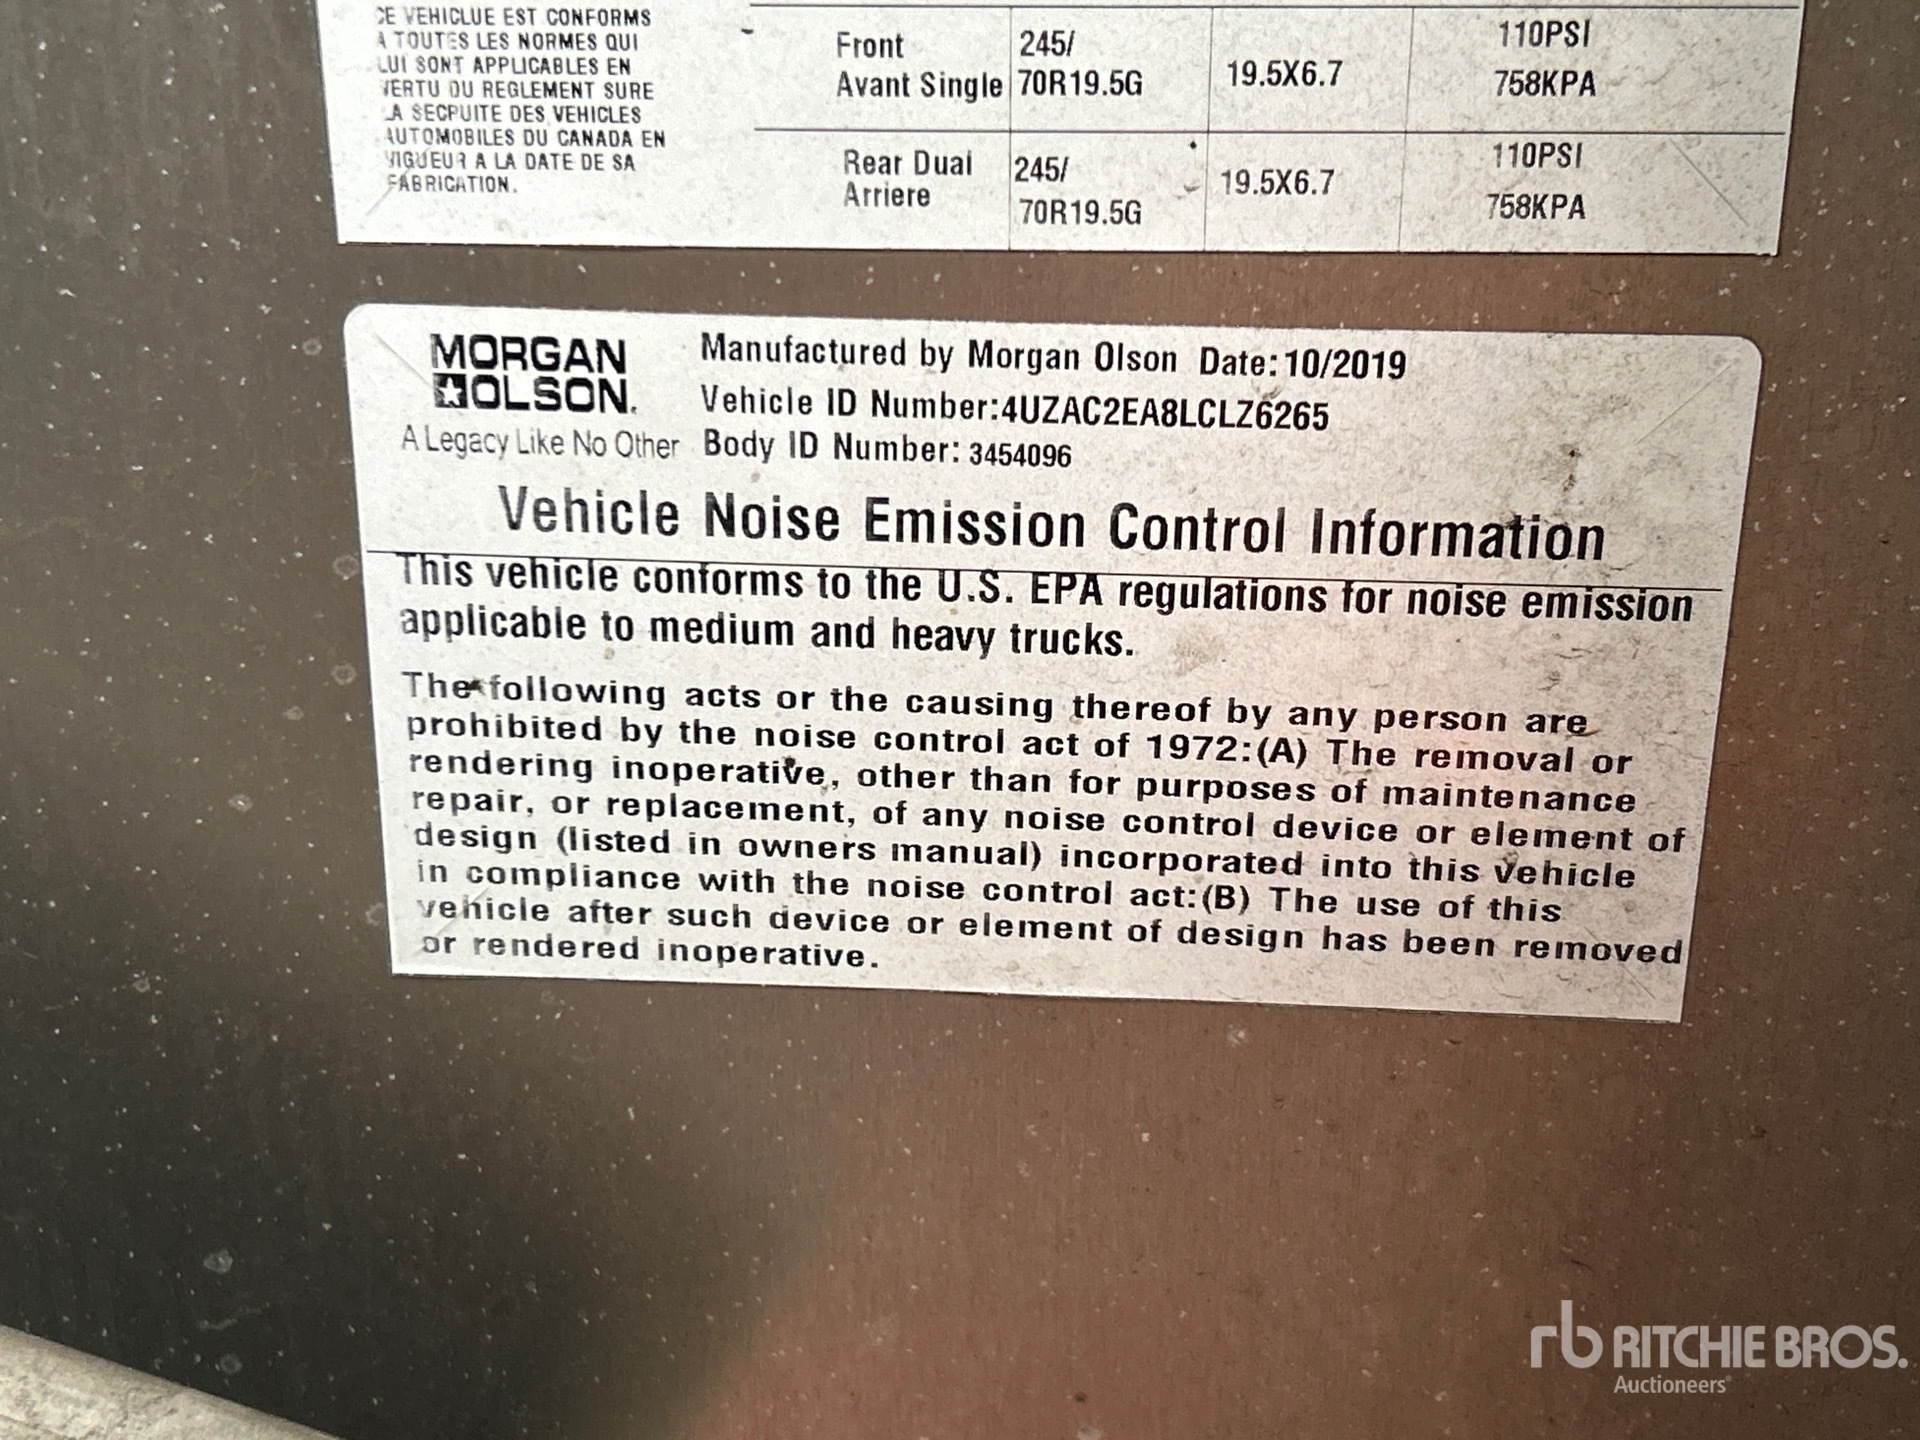 CE VEHICLUE EST CONFORMS
A TOUTES LES NORMES QUI
LUI SONT APPLICABLES EN
VERTU DU REGLEMENT SURE
LA SECPUITE DES VEHICLES
AUTOMOBILES DU CANADA EN
VIGUEUR A LA DATE DE SA
FABRICATION.
Front
Avant Single 245/
70R19.5G 19.5X6.7 110PSI
758KPA
Rear Dual
Arriere 245/
70R19.5G 19.5X6.7 110PSI
758KPA
MORGAN
OLSON.
A Legacy Like No Other
Manufactured by Morgan Olson Date: 10/2019
Vehicle ID Number:4UZAC2EA8LCLZ6265
Body ID Number: 3454096
Vehicle Noise Emission Control Information
This vehicle conforms to the U.S. EPA regulations for noise emission
applicable to medium and heavy trucks.
The following acts or the causing thereof by any person are
prohibited by the noise control act of 1972:(A) The removal or
rendering inoperative, other than for purposes of maintenance
repair, or replacement, of any noise control device or element of
design (listed in owners manual) incorporated into this vehicle
in compliance with the noise control act:(B) The use of this
vehicle after such device or element of design has been removed
or rendered inoperative.
rb RITCHIE BROS.
Auctioneers